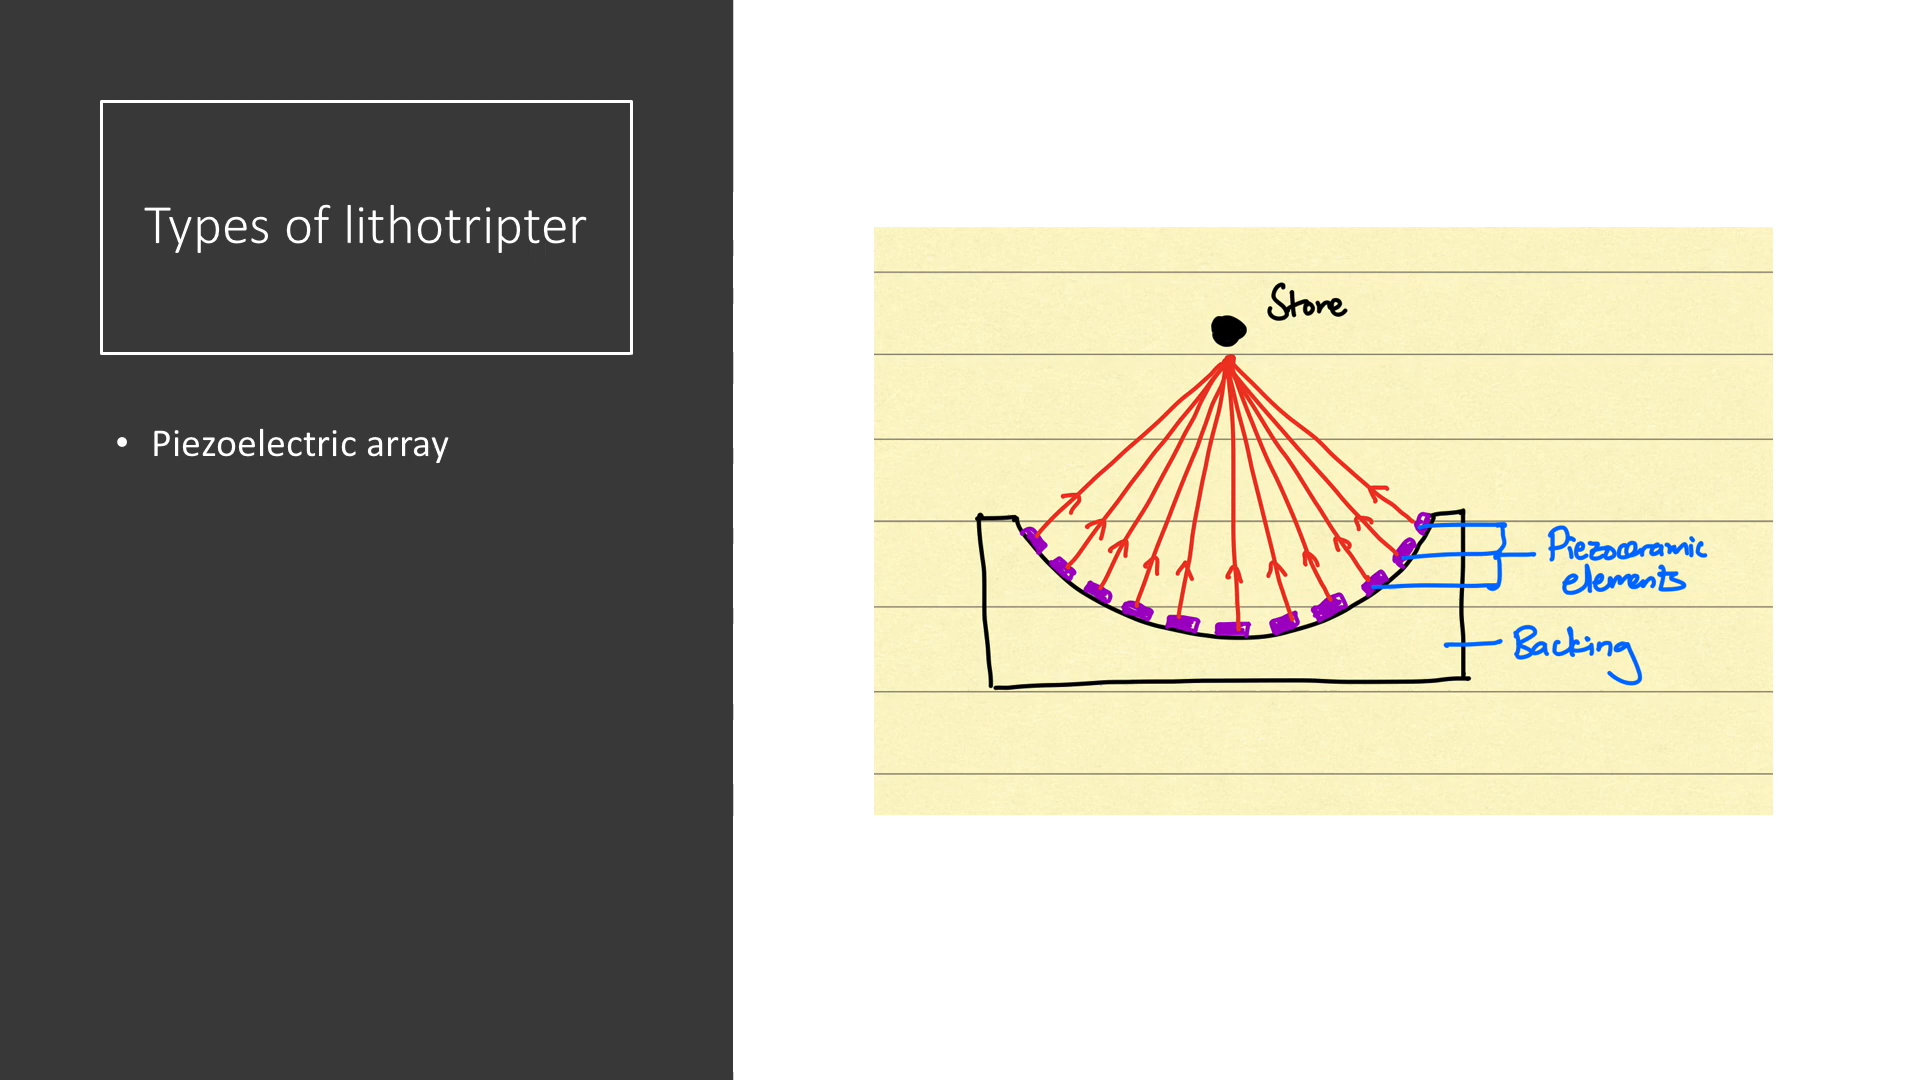 Types of lithotripter
• Piezoelectric array
Stone
Piezoceramic
elements
Backing